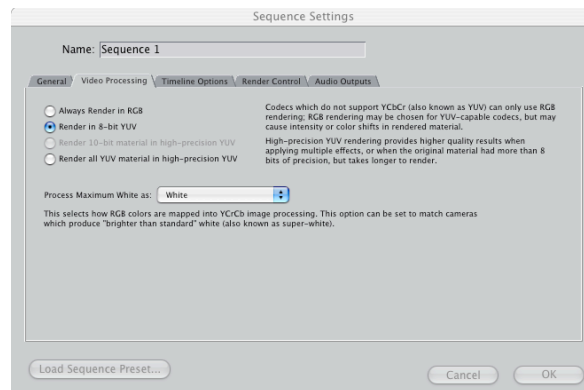 Sequence Settings
Name: Sequence 1
General Video Processing Timeline Options Render Control Audio Outputs
Always Render in RGB
Render in 8-bit YUV
Render 10-bit material in high-precision YUV
Render all YUV material in high-precision YUV
Codecs which do not support YCbCr (also known as YUV) can only use RGB
rendering; RGB rendering may be chosen for YUV-capable codecs, but may
cause intensity or color shifts in rendered material.
High-precision YUV rendering provides higher quality results when
applying multiple effects, or when the original material had more than 8
bits of precision, but takes longer to render.
Process Maximum White as: White
This selects how RGB colors are mapped into YCrCb image processing. This option can be set to match cameras
which produce "brighter than standard" white (also known as super-white).
Load Sequence Preset...
Cancel OK